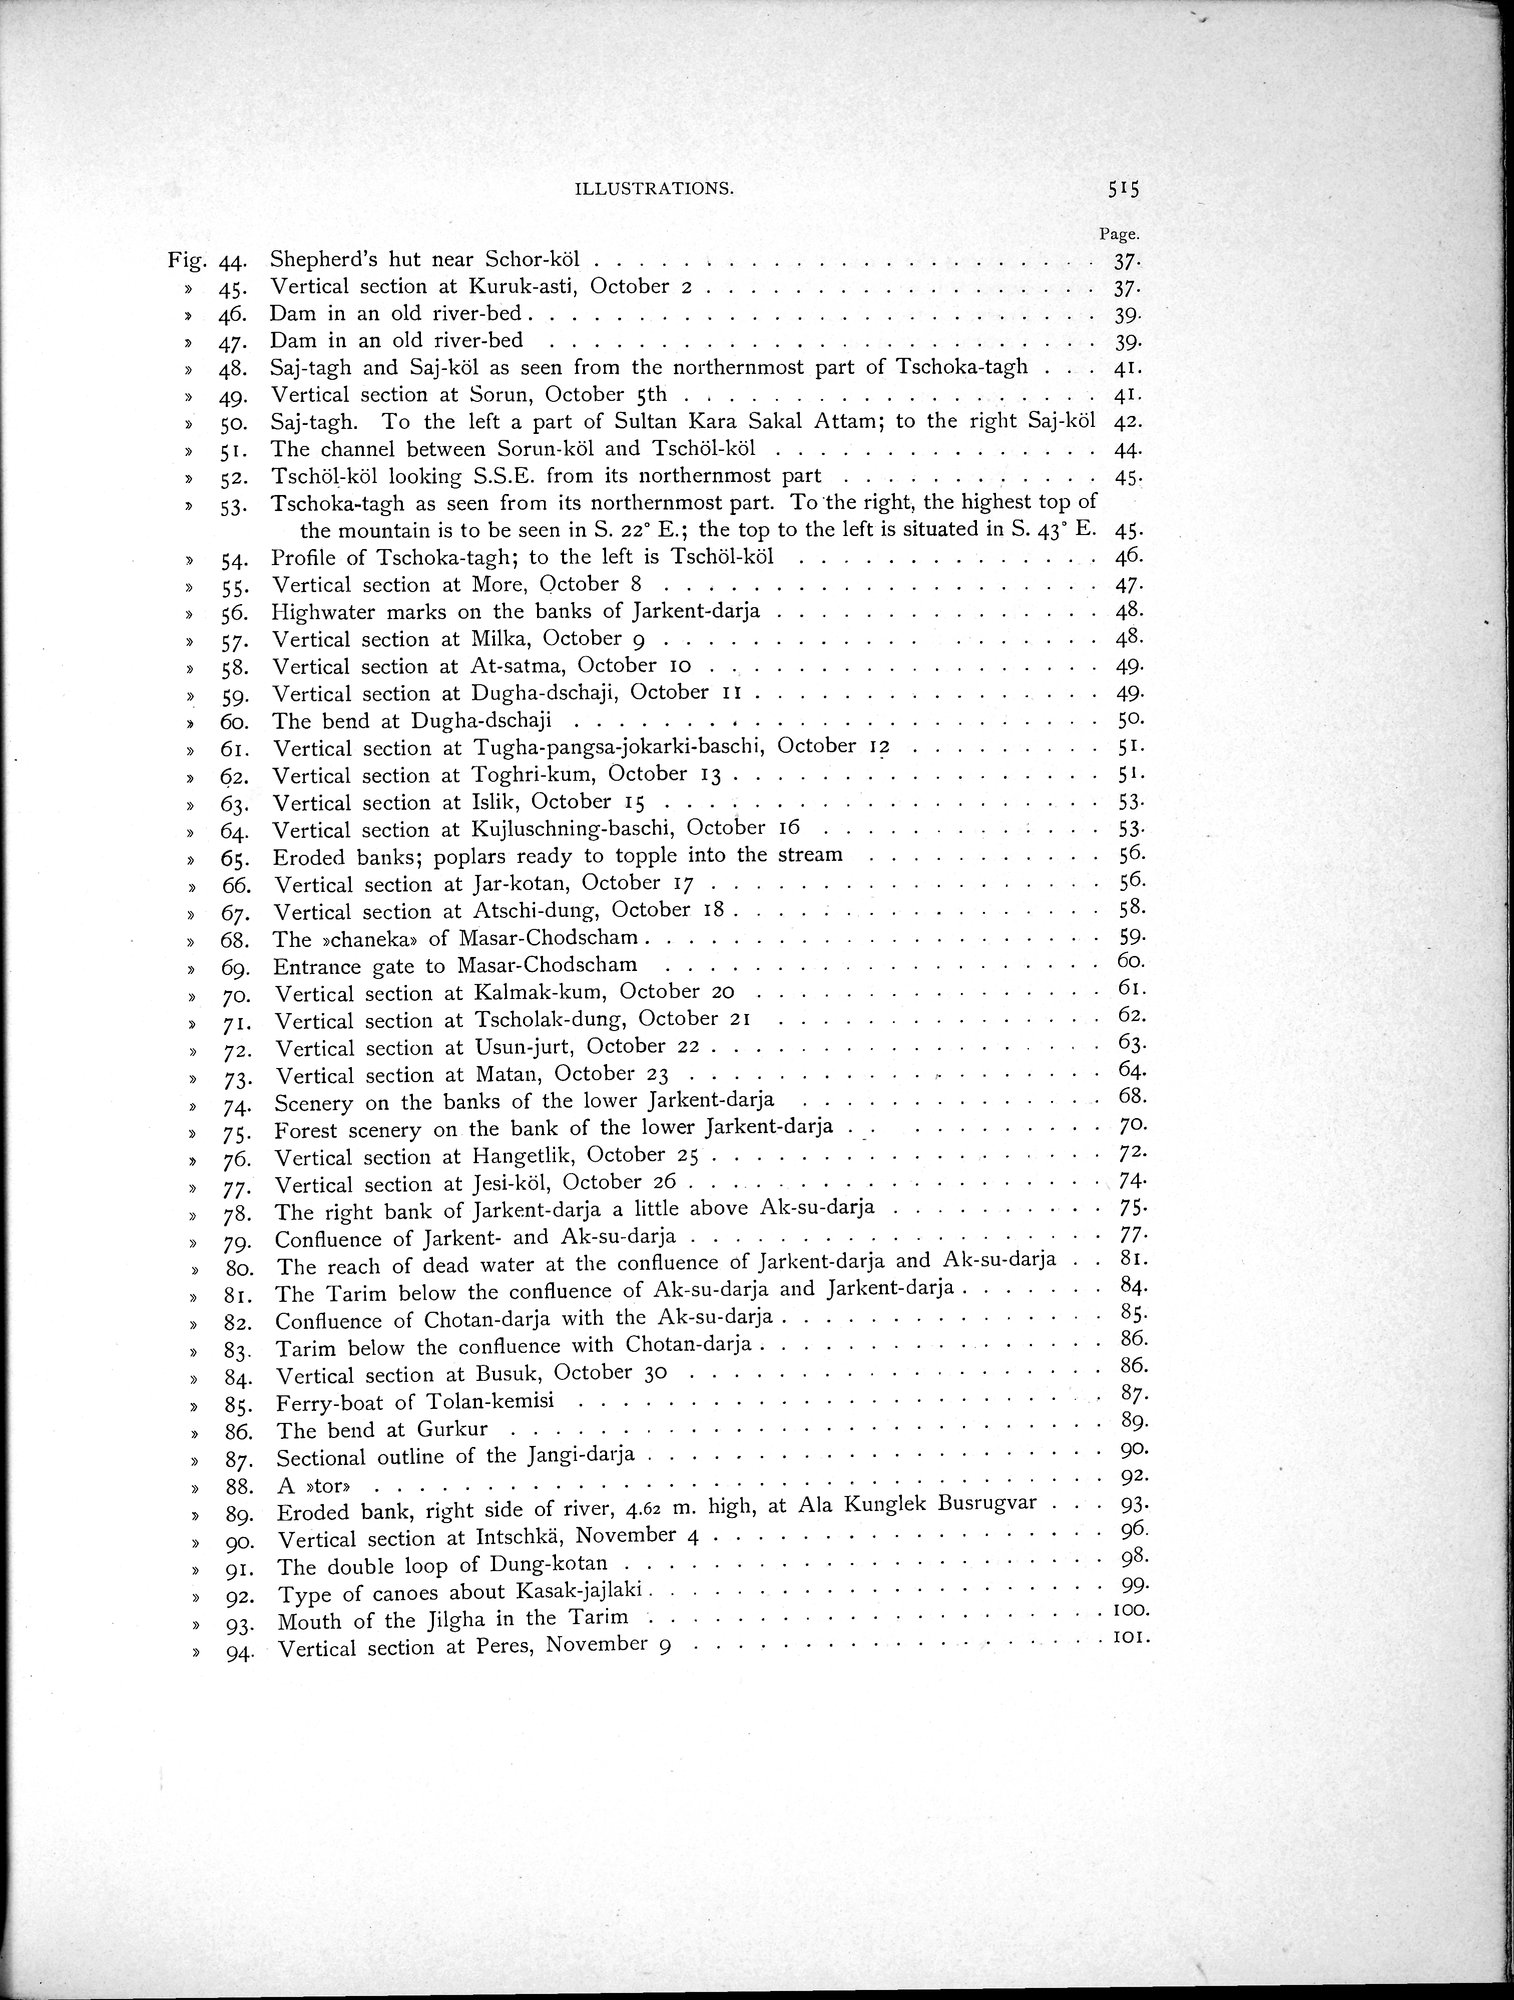 ILLUSTRATIONS. 515
Page.
Fig. 44. Shepherd's hut near Schor-köl . . . . . . . . . . 37.
» 45. Vertical section at Kuruk-asti, October 2 . . . . . . . . . . 37.
» 46. Dam in an old river-bed . . . . . . . . . . 39.
» 47. Dam in an old river-bed . . . . . . . . . . 39.
» 48. Saj-tagh and Saj-köl as seen from the northernmost part of Tschoka-tagh . . . 41.
» 49. Vertical section at Sorun, October 5th . . . . . . . . . . 41.
» 50. Saj-tagh. To the left a part of Sultan Kara Sakal Attam; to the right Saj-köl 42.
» 51. The channel between Sorun-köl and Tschöl-köl . . . . . . . . . . 44.
» 52. Tschöl-köl looking S.S.E. from its northernmost part . . . . . . . . . . 45.
» 53. Tschoka-tagh as seen from its northernmost part. To the right, the highest top of
the mountain is to be seen in S. 22° E.; the top to the left is situated in S. 43° E. 45.
» 54. Profile of Tschoka-tagh; to the left is Tschöl-köl . . . . . . . . . . 46.
» 55. Vertical section at More, October 8 . . . . . . . . . . 47.
» 56. Highwater marks on the banks of Jarkent-darja . . . . . . . . . . 48.
» 57. Vertical section at Milka, October 9 . . . . . . . . . . 48.
» 58. Vertical section at At-satma, October 10 . . . . . . . . . . 49.
» 59. Vertical section at Dugha-dschaji, October 11 . . . . . . . . . . 49.
» 60. The bend at Dugha-dschaji . . . . . . . . . . 50.
» 61. Vertical section at Tugha-pangsa-jokarki-baschi, October 12 . . . . . . . . . 51.
» 62. Vertical section at Toghri-kum, October 13 . . . . . . . . . . 51.
» 63. Vertical section at Islik, October 15 . . . . . . . . . . 53.
» 64. Vertical section at Kujluschning-baschi, October 16 . . . . . . . . . . 53.
» 65. Eroded banks; poplars ready to topple into the stream . . . . . . . . . . 56.
» 66. Vertical section at Jar-kotan, October 17 . . . . . . . . . . 56.
» 67. Vertical section at Atschi-dung, October 18 . . . . . . . . . . 58.
» 68. The »chaneka» of Masar-Chodscham . . . . . . . . . . 59.
» 69. Entrance gate to Masar-Chodscham . . . . . . . . . . 60.
» 70. Vertical section at Kalmak-kum, October 20 . . . . . . . . . . 61.
» 71. Vertical section at Tscholak-dung, October 21 . . . . . . . . . . 62.
» 72. Vertical section at Usun-jurt, October 22 . . . . . . . . . . 63.
» 73. Vertical section at Matan, October 23 . . . . . . . . . . 64.
» 74. Scenery on the banks of the lower Jarkent-darja . . . . . . . . . . 68.
» 75. Forest scenery on the bank of the lower Jarkent-darja . . . . . . . . . . 70.
» 76. Vertical section at Hangetlik, October 25 . . . . . . . . . . 72.
» 77. Vertical section at Jesi-köl, October 26 . . . . . . . . . . 74.
» 78. The right bank of Jarkent-darja a little above Ak-su-darja . . . . . . . . . . 75.
» 79. Confluence of Jarkent- and Ak-su-darja . . . . . . . . . . 77.
» 80. The reach of dead water at the confluence of Jarkent-darja and Ak-su-darja . . 81.
» 81. The Tarim below the confluence of Ak-su-darja and Jarkent-darja . . . . . . . 84.
» 82. Confluence of Chotan-darja with the Ak-su-darja . . . . . . . . . . 85.
» 83. Tarim below the confluence with Chotan-darja . . . . . . . . . . 86.
» 84. Vertical section at Busuk, October 30 . . . . . . . . . . 86.
» 85. Ferry-boat of Tolan-kemisi . . . . . . . . . . 87.
» 86. The bend at Gurkur . . . . . . . . . . 89.
» 87. Sectional outline of the Jangi-darja . . . . . . . . . . 90.
» 88. A »tor» . . . . . . . . . . 92.
» 89. Eroded bank, right side of river, 4.62 m. high, at Ala Kunglek Busrugvar . . . 93.
» 90. Vertical section at Intschkä, November 4 . . . . . . . . . . 96.
» 91. The double loop of Dung-kotan . . . . . . . . . . 98.
» 92. Type of canoes about Kasak-jajlaki . . . . . . . . . . 99.
» 93. Mouth of the Jilgha in the Tarim . . . . . . . . . . 100.
» 94. Vertical section at Peres, November 9 . . . . . . . . . . 101.